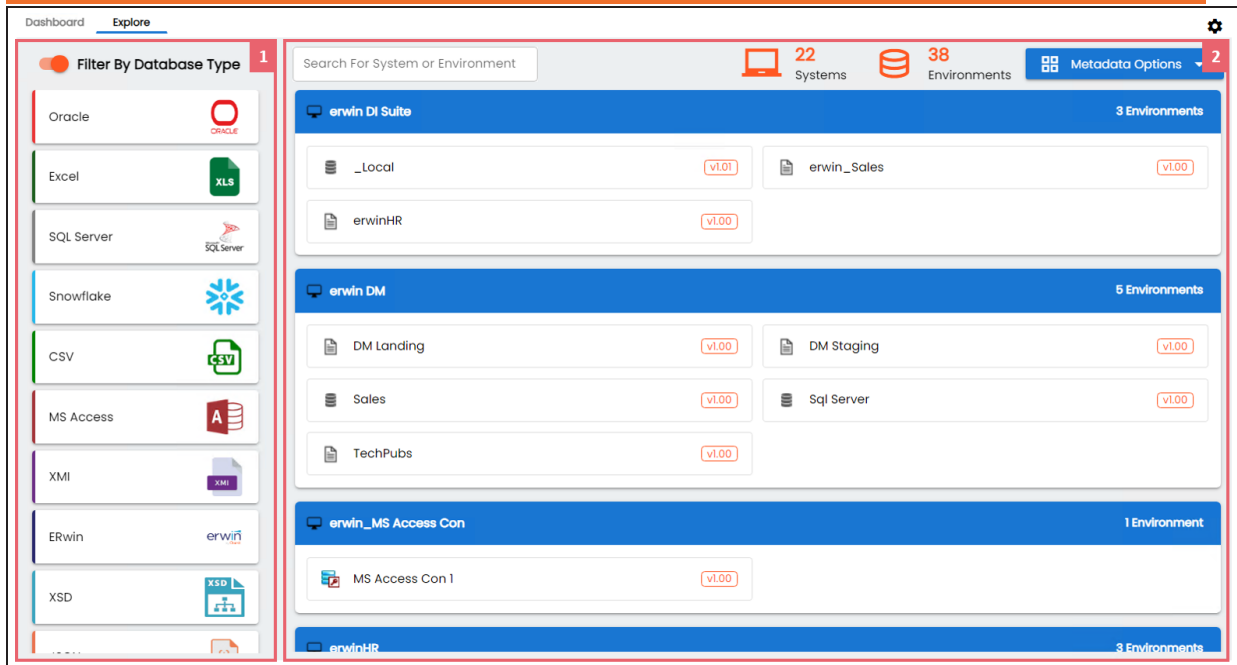 Dashboard Explore
Filter By Database Type 1
Oracle ORACLE
Excel XLS
SQL Server SQL Server
Snowflake
CSV CSV
MS Access A
XMI XMI
ERwin erwin
XSD XSD
Search For System or Environment
22 Systems
38 Environments
Metadata Options 2
erwin DI Suite 3 Environments
_Local v1.01 erwin_Sales v1.00
erwinHR v1.00
erwin DM 5 Environments
DM Landing v1.00 DM Staging v1.00
Sales v1.00 Sql Server v1.00
TechPubs v1.00
erwin_MS Access Con 1 Environment
MS Access Con 1 v1.00
erwinHR 3 Environments